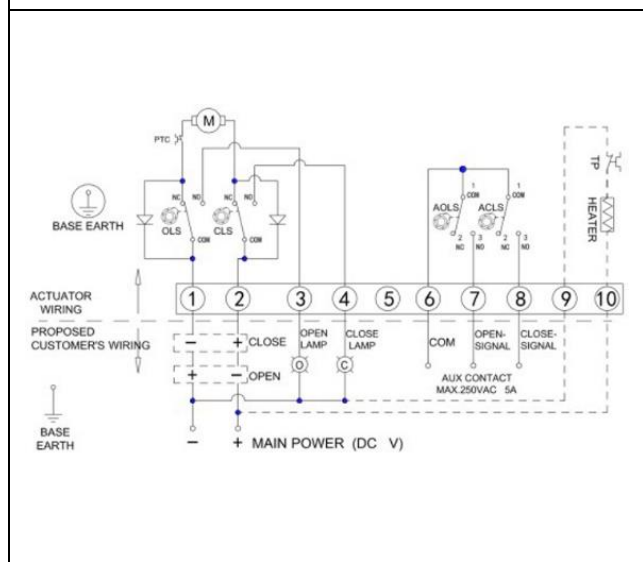 M
PTC
NC
NO
NC
NO
OLS
COM
CLS
COM
BASE EARTH
1
COM
1
COM
AOLS
ACLS
2
NC
3
NO
2
NC
3
NO
TP
HEATER
ACTUATOR
WIRING
1 2 3 4 5 6 7 8 9 10
PROPOSED
CUSTOMER'S WIRING
− + CLOSE
+ − OPEN
OPEN
LAMP
CLOSE
LAMP
O
C
COM
OPEN-
SIGNAL
CLOSE-
SIGNAL
AUX CONTACT
MAX.250VAC 5A
BASE
EARTH
− + MAIN POWER (DC V)